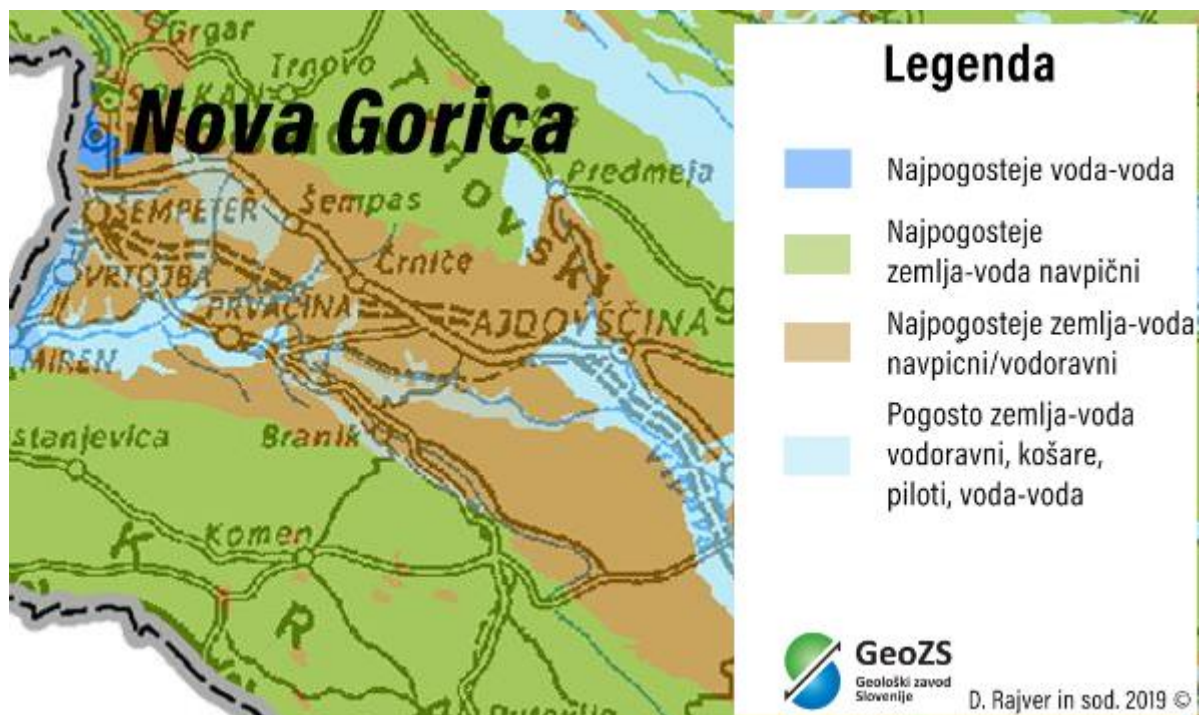 Grgar
Trnovo
SOLKAN
Nova Gorica
Predmeja
ŠEMPETER
Šempas
VRTOJBA
Črniče
PRVAČINA
AJDOVŠČINA
MIREN
stanjevica
Branik
Komen
K
R
Legenda
Najpogosteje voda-voda
Najpogosteje
zemlja-voda navpični
Najpogosteje zemlja-voda
navpicni/vodoravni
Pogosto zemlja-voda
vodoravni, košare,
piloti, voda-voda
GeoZS
Geološki zavod
Slovenije
D. Rajver in sod. 2019 ©